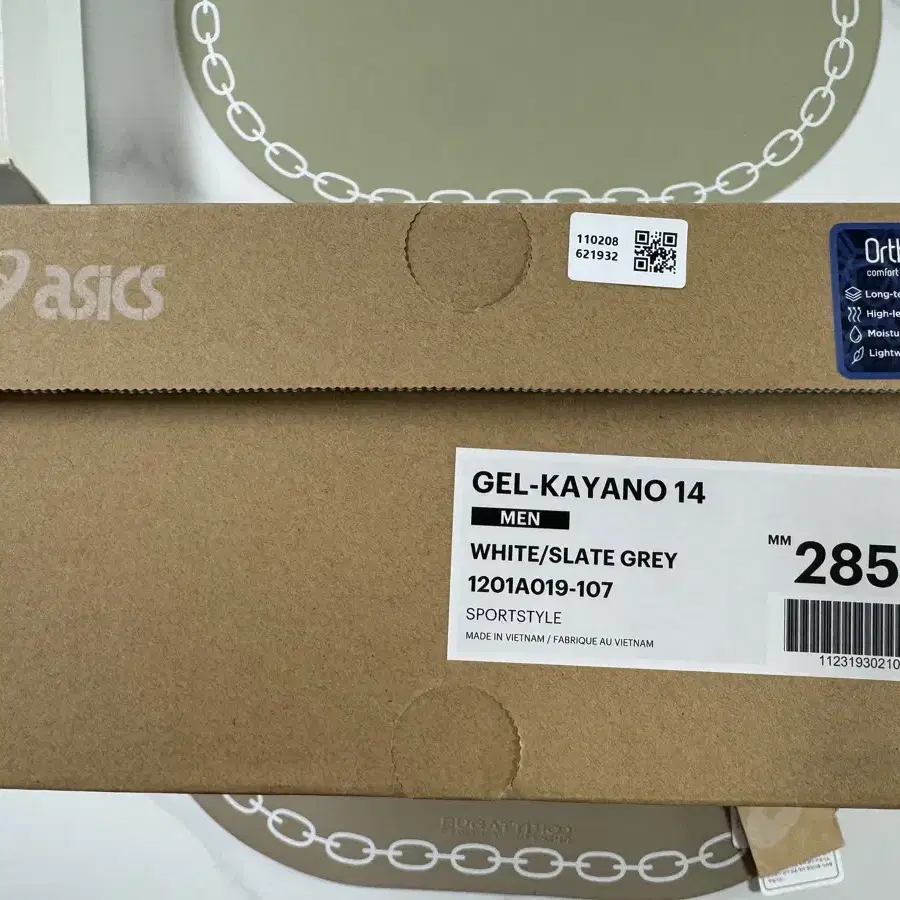 asics
110208
621932
Orth
comfort
Long-te
High-le
Moistu
Lightw
GEL-KAYANO 14
MEN
WHITE/SLATE GREY
1201A019-107
SPORTSTYLE
MADE IN VIETNAM / FABRIQUE AU VIETNAM
MM 285
11231930210